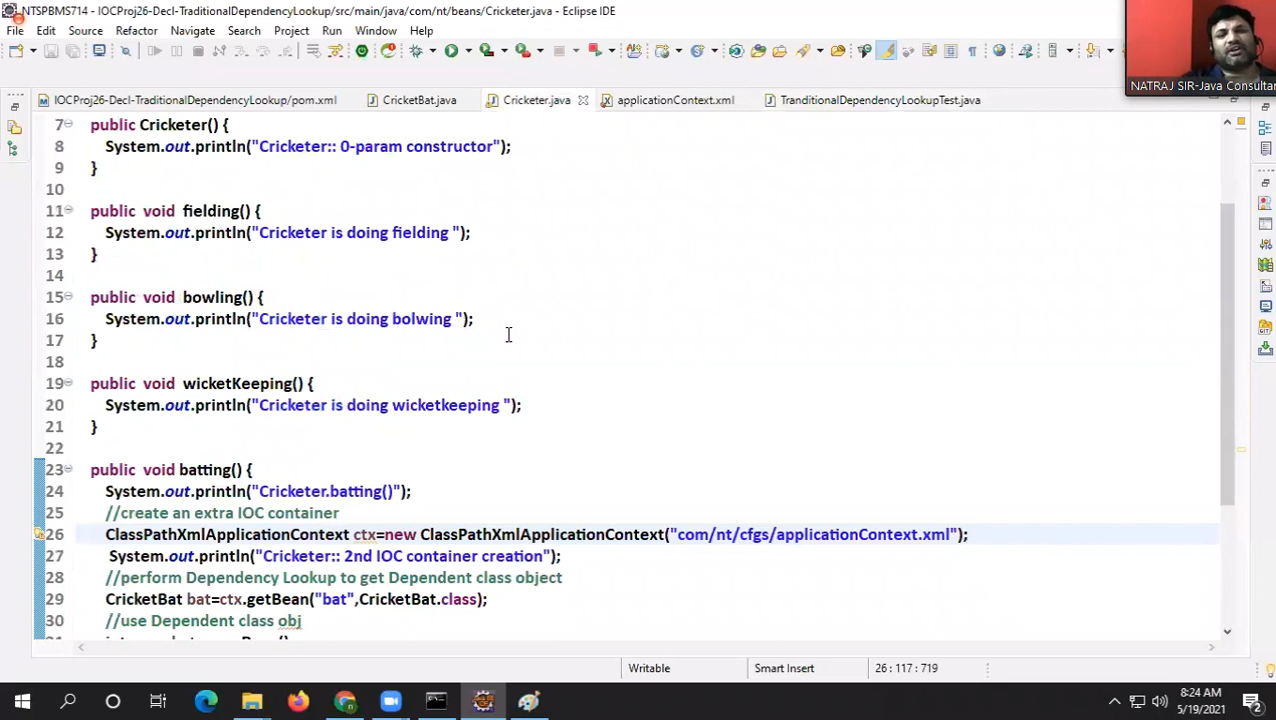 NTSPBMS714 - IOCProj26-Decl-TraditionalDependencyLookup/src/main/java/com/nt/beans/Cricketer.java - Eclipse IDE
File Edit Source Refactor Navigate Search Project Run Window Help
NATRAJ SIR-Java Consultan
IOCProj26-Decl-TraditionalDependencyLookup/pom.xml CricketBat.java Cricketer.java applicationContext.xml TranditionalDependencyLookupTest.java
7 public Cricketer() {
8 System.out.println("Cricketer:: 0-param constructor");
9 }
10
11 public void fielding() {
12 System.out.println("Cricketer is doing fielding ");
13 }
14
15 public void bowling() {
16 System.out.println("Cricketer is doing bolwing ");
17 }
18
19 public void wicketKeeping() {
20 System.out.println("Cricketer is doing wicketkeeping ");
21 }
22
23 public void batting() {
24 System.out.println("Cricketer.batting()");
25 //create an extra IOC container
26 ClassPathXmlApplicationContext ctx=new ClassPathXmlApplicationContext("com/nt/cfgs/applicationContext.xml");
27 System.out.println("Cricketer:: 2nd IOC container creation");
28 //perform Dependency Lookup to get Dependent class object
29 CricketBat bat=ctx.getBean("bat",CricketBat.class);
30 //use Dependent class obj
Writable Smart Insert 26 : 117 : 719
8:24 AM
5/19/2021
2